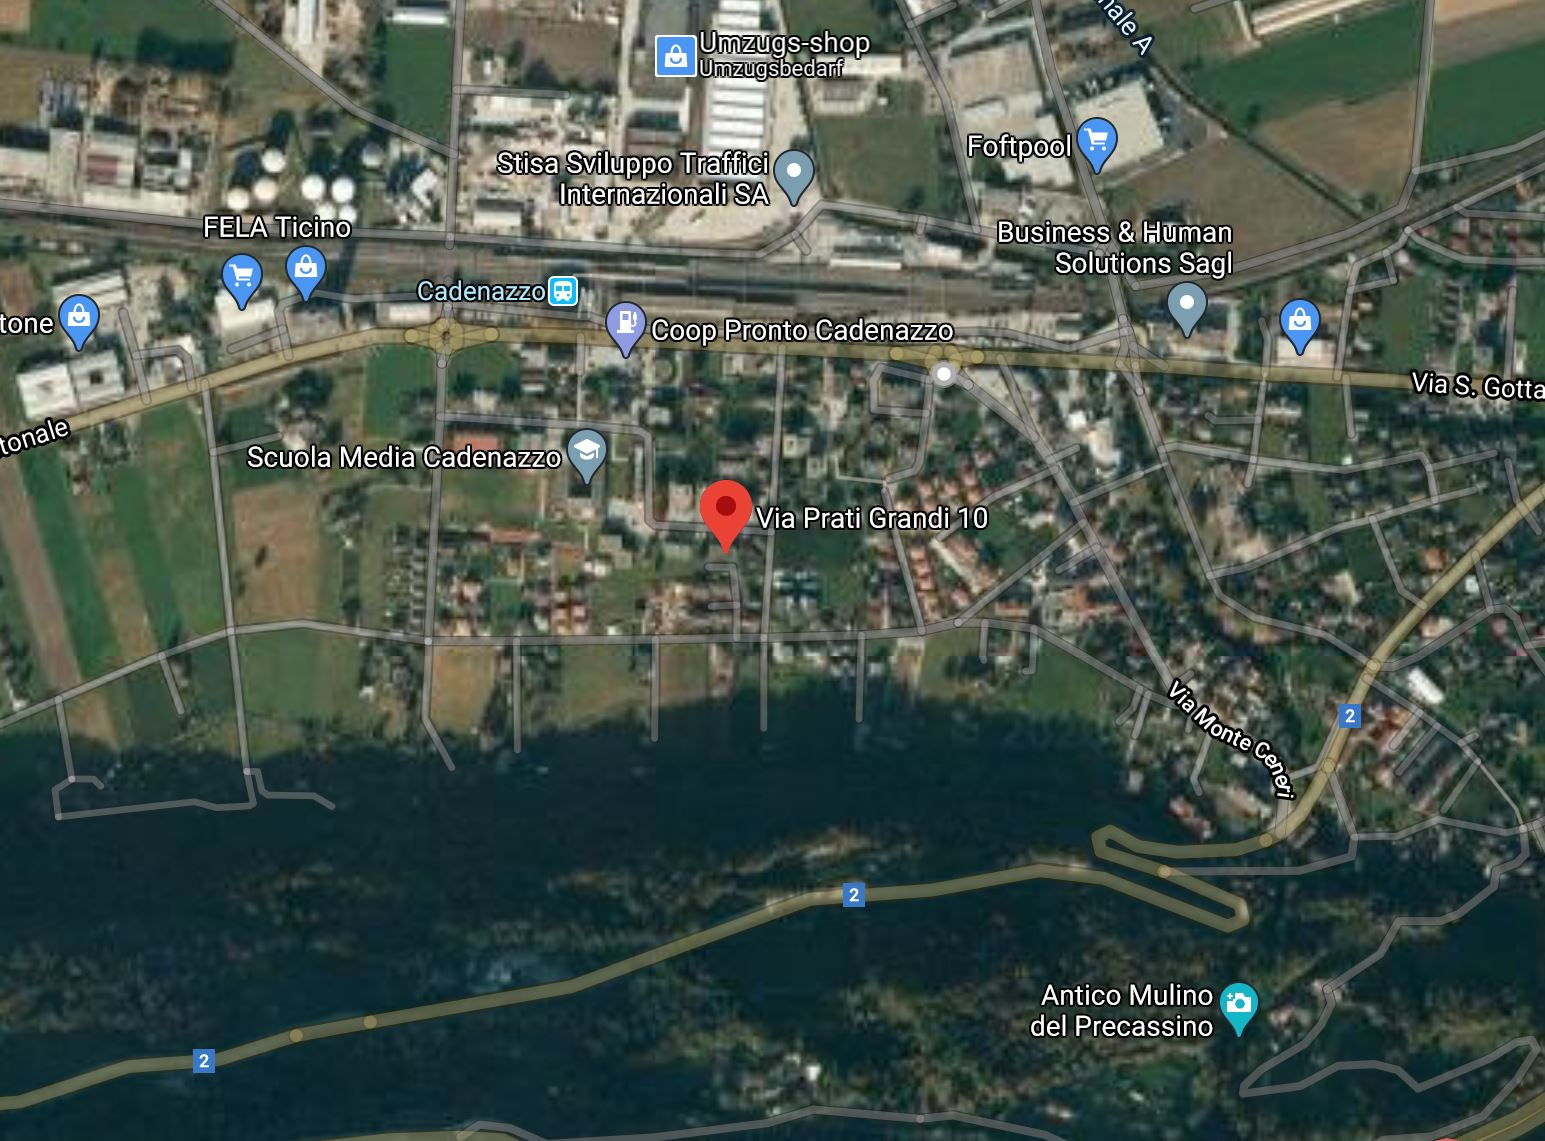 Umzugs-shop
Umzugsbedarf
nale A
Foftpool
Stisa Sviluppo Traffici
Internazionali SA
FELA Ticino
Business & Human
Solutions Sagl
Cadenazzo
tone
Coop Pronto Cadenazzo
Via S. Gotta
tonale
Scuola Media Cadenazzo
Via Prati Grandi 10
Via Monte Ceneri
2
2
Antico Mulino
del Precassino
2